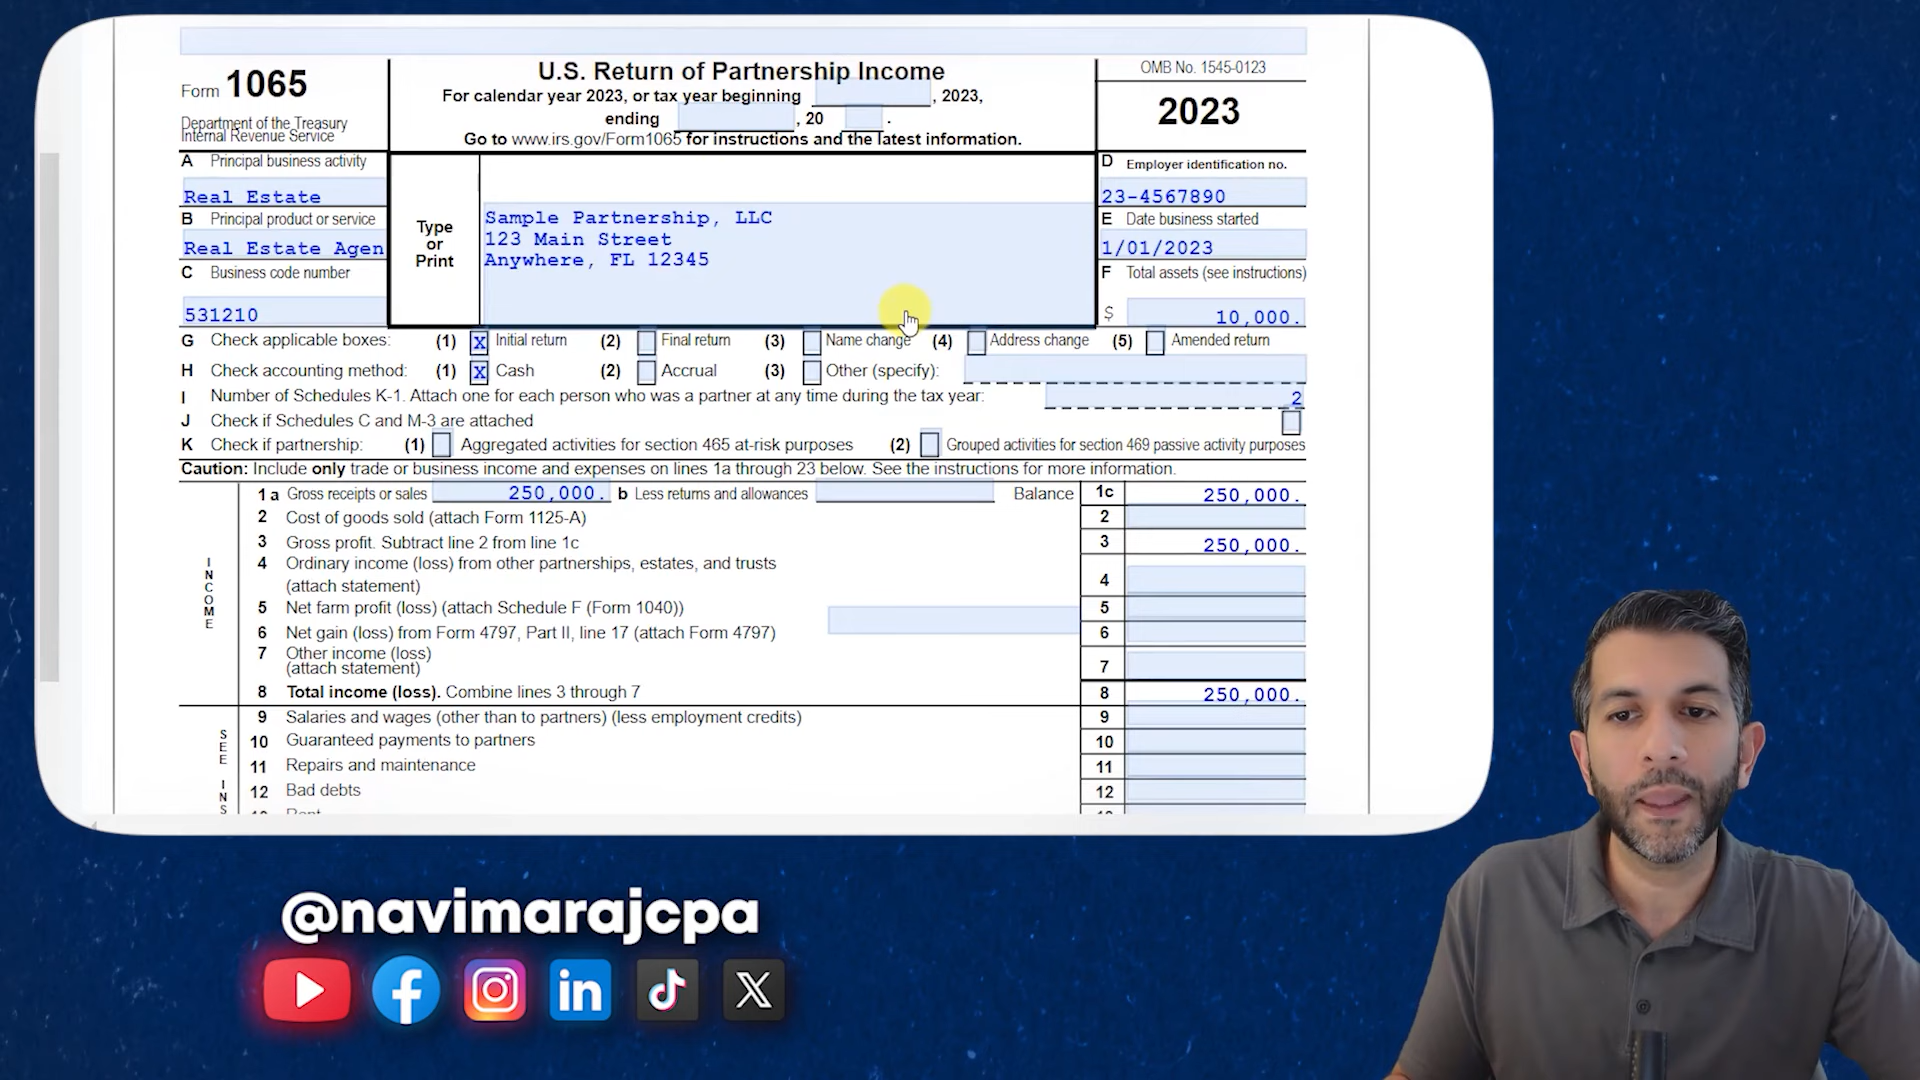 Form 1065
Department of the Treasury
Internal Revenue Service
U.S. Return of Partnership Income
For calendar year 2023, or tax year beginning , 2023,
ending , 20 .
Go to www.irs.gov/Form1065 for instructions and the latest information.
OMB No. 1545-0123
2023
A Principal business activity
Real Estate
B Principal product or service
Real Estate Agen
C Business code number
531210
Type
or
Print
Sample Partnership, LLC
123 Main Street
Anywhere, FL 12345
D Employer identification no.
23-4567890
E Date business started
1/01/2023
F Total assets (see instructions)
$ 10,000.
G Check applicable boxes: (1) X Initial return (2) Final return (3) Name change (4) Address change (5) Amended return
H Check accounting method: (1) X Cash (2) Accrual (3) Other (specify):
I Number of Schedules K-1. Attach one for each person who was a partner at any time during the tax year: 2
J Check if Schedules C and M-3 are attached
K Check if partnership: (1) Aggregated activities for section 465 at-risk purposes (2) Grouped activities for section 469 passive activity purposes
Caution: Include only trade or business income and expenses on lines 1a through 23 below. See the instructions for more information.
INCOME
1a Gross receipts or sales 250,000. b Less returns and allowances Balance 1c 250,000.
2 Cost of goods sold (attach Form 1125-A) 2
3 Gross profit. Subtract line 2 from line 1c 3 250,000.
4 Ordinary income (loss) from other partnerships, estates, and trusts
(attach statement) 4
5 Net farm profit (loss) (attach Schedule F (Form 1040)) 5
6 Net gain (loss) from Form 4797, Part II, line 17 (attach Form 4797) 6
7 Other income (loss)
(attach statement) 7
8 Total income (loss). Combine lines 3 through 7 8 250,000.
SEE INS
9 Salaries and wages (other than to partners) (less employment credits) 9
10 Guaranteed payments to partners 10
11 Repairs and maintenance 11
12 Bad debts 12
@navimarajcpa